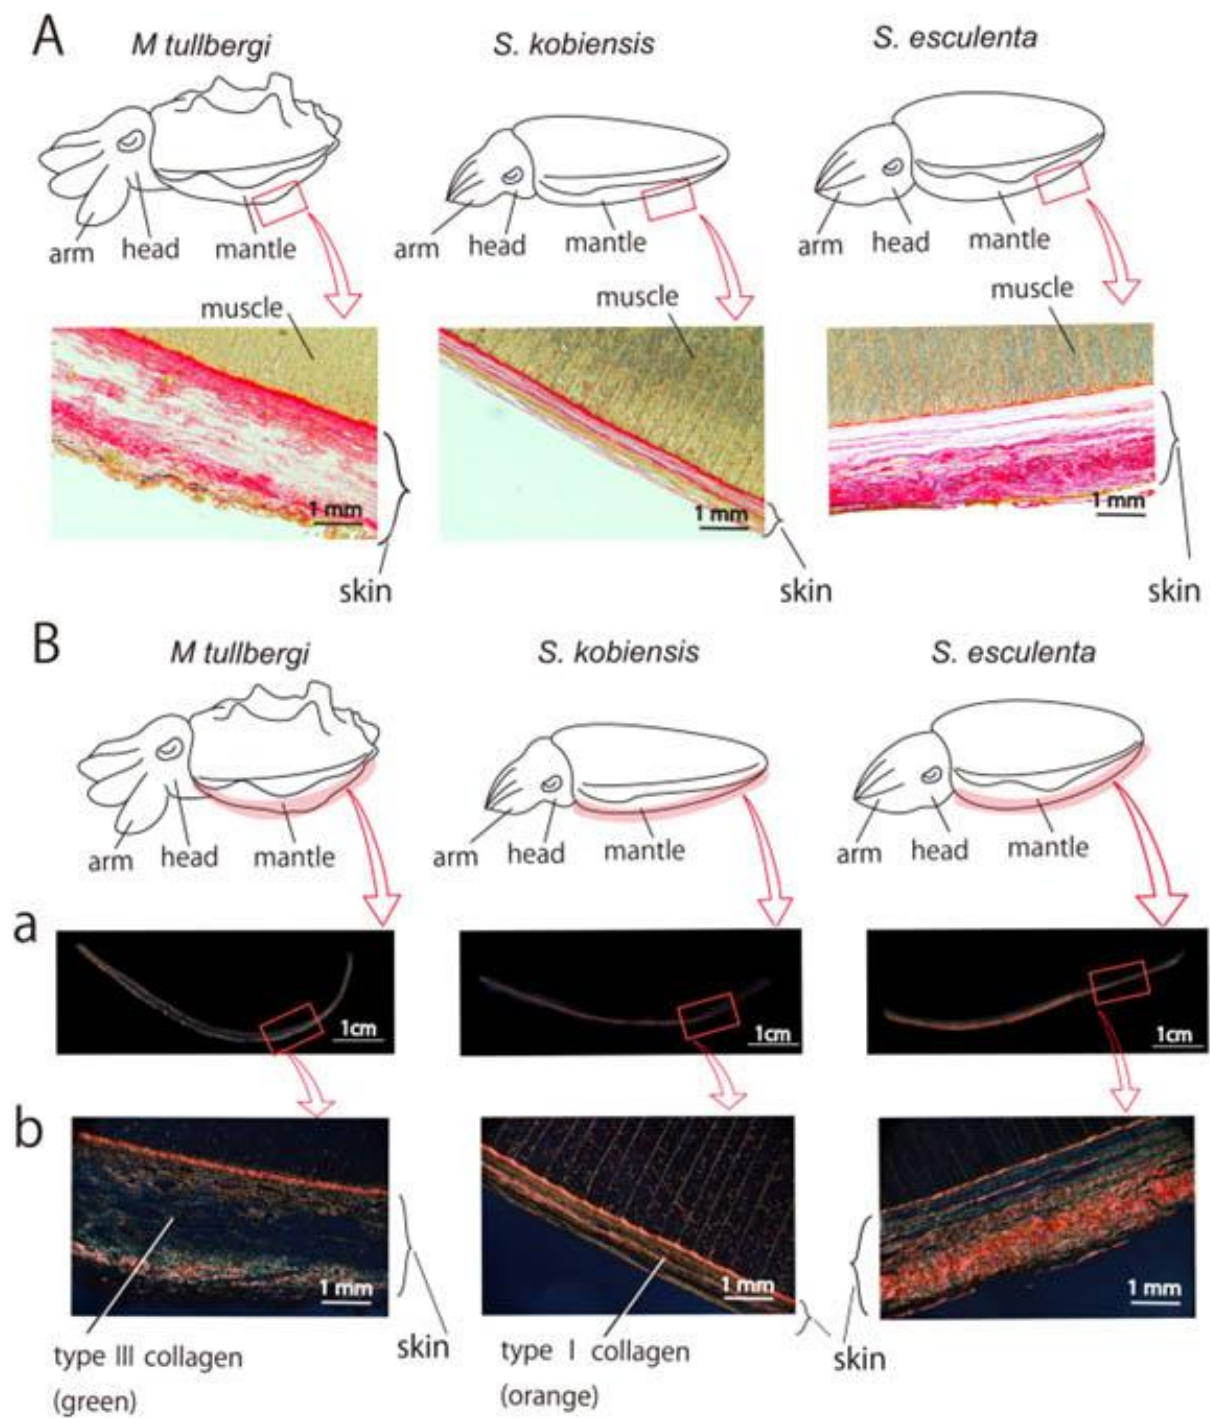 A
M tullbergi
S. kobiensis
S. esculenta
arm head mantle
arm head mantle
arm head mantle
muscle
muscle
muscle
1 mm
1 mm
1 mm
skin
skin
skin
B
M tullbergi
S. kobiensis
S. esculenta
arm head mantle
arm head mantle
arm head mantle
a
1cm
1cm
1cm
b
1 mm
1 mm
1 mm
skin
skin
type III collagen
(green)
type I collagen
(orange)